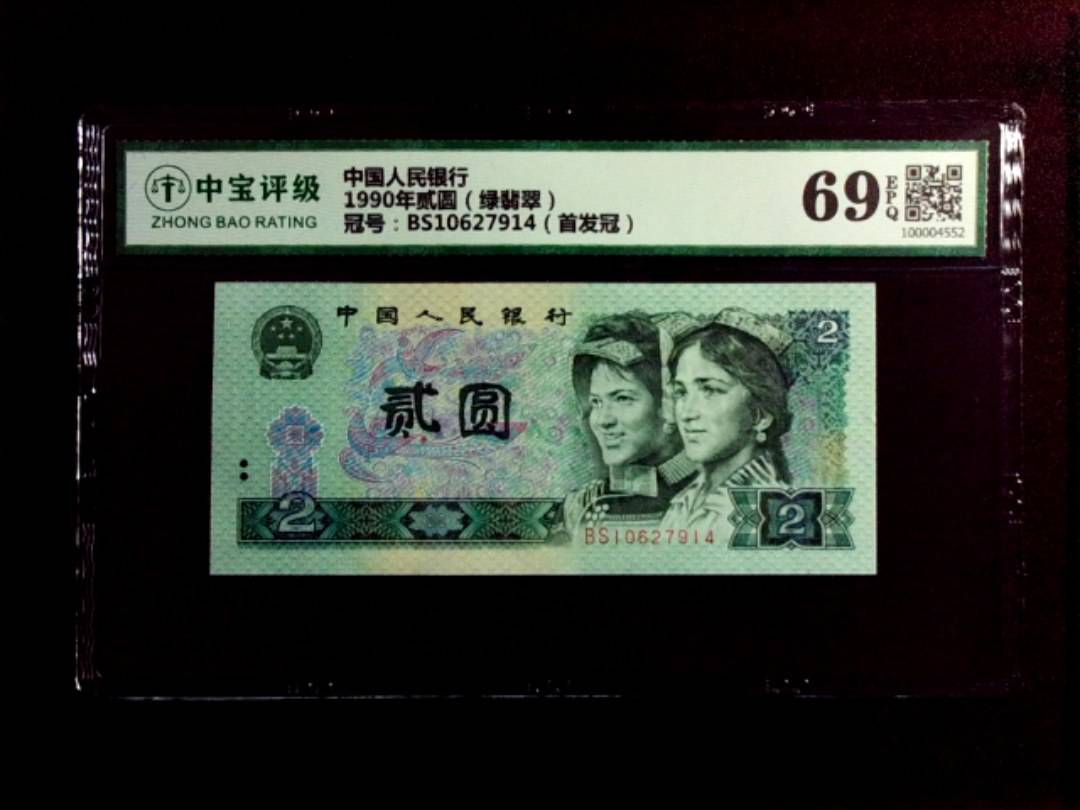 中宝评级
ZHONG BAO RATING
中国人民银行
1990年贰圆（绿翡翠）
冠号：BS10627914（首发冠）
69
EPQ
100004552
中国人民银行
2
贰圆
2
BS10627914
2